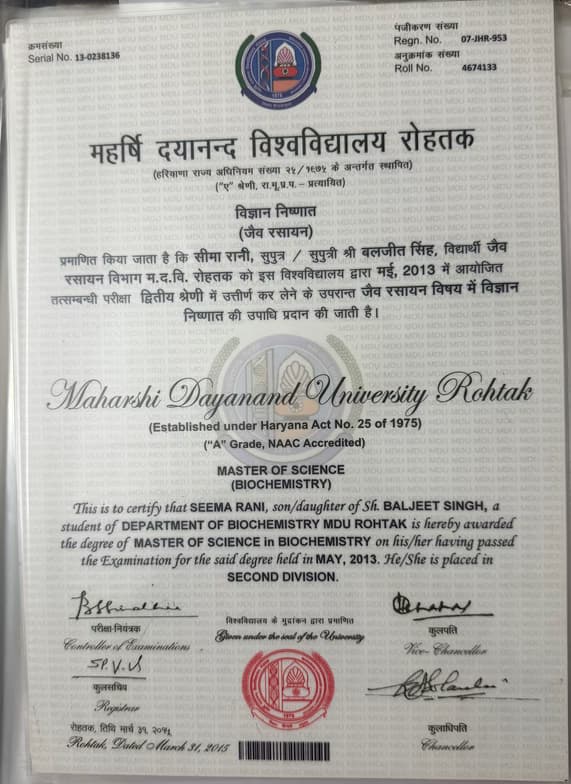 क्रमसंख्या
Serial No. 13-0238136
पंजीकरण संख्या
Regn. No. 07-JHR-953
अनुक्रमांक संख्या
Roll No. 4674133
महर्षि दयानन्द विश्वविद्यालय रोहतक
(हरियाणा राज्य अधिनियम संख्या २५/१९७५ के अन्तर्गत स्थापित)
("ए" श्रेणी, रा.मू.प्र.प. – प्रत्यायित)
विज्ञान निष्णात
(जैव रसायन)
प्रमाणित किया जाता है कि सीमा रानी, सुपुत्र / सुपुत्री श्री बलजीत सिंह, विद्यार्थी जैव
रसायन विभाग म.द.वि. रोहतक को इस विश्वविद्यालय द्वारा मई, 2013 में आयोजित
तत्सम्बन्धी परीक्षा द्वितीय श्रेणी में उत्तीर्ण कर लेने के उपरान्त जैव रसायन विषय में विज्ञान
निष्णात की उपाधि प्रदान की जाती है।
Maharshi Dayanand University Rohtak
(Established under Haryana Act No. 25 of 1975)
("A" Grade, NAAC Accredited)
MASTER OF SCIENCE
(BIOCHEMISTRY)
This is to certify that SEEMA RANI, son/daughter of Sh. BALJEET SINGH, a
student of DEPARTMENT OF BIOCHEMISTRY MDU ROHTAK is hereby awarded
the degree of MASTER OF SCIENCE in BIOCHEMISTRY on his/her having passed
the Examination for the said degree held in MAY, 2013. He/She is placed in
SECOND DIVISION.
परीक्षा-नियंत्रक
Controller of Examinations
विश्वविद्यालय के मुद्रांकन द्वारा प्रमाणित
Given under the seal of the University
कुलपति
Vice-Chancellor
कुलसचिव
Registrar
रोहतक, तिथि मार्च ३१, २०१५
Rohtak, Dated March 31, 2015
कुलाधिपति
Chancellor